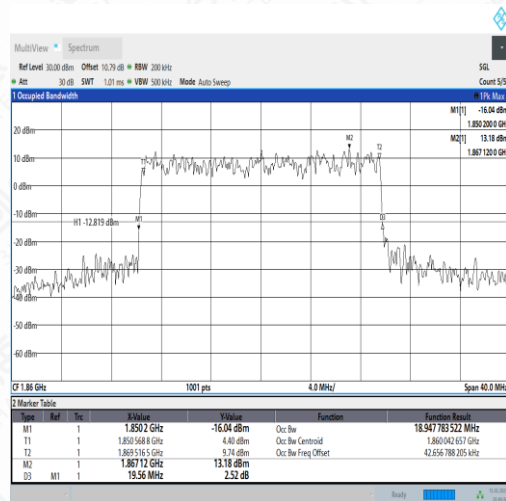 MultiView Spectrum
Ref Level 30.00 dBm Offset 10.79 dB RBW 200 kHz SGL
Att 30 dB SWT 1.01 ms VBW 500 kHz Mode Auto Sweep Count 5/5
1 Occupied Bandwidth 1Pk Max
M1[1] -16.04 dBm
1.850 200 0 GHz
M2[1] 13.18 dBm
1.867 120 0 GHz
20 dBm
M2
T2
T1
10 dBm
0 dBm
-10 dBm
H1 -12.819 dBm
M1
D3
-20 dBm
-30 dBm
-40 dBm
-50 dBm
-60 dBm
CF 1.86 GHz 1001 pts 4.0 MHz/ Span 40.0 MHz
2 Marker Table
Type Ref Trc X-Value Y-Value Function Function Result
M1 1 1.850 2 GHz -16.04 dBm Occ Bw 18.947 783 522 MHz
T1 1 1.850 568 8 GHz 4.40 dBm Occ Bw Centroid 1.860 042 657 GHz
T2 1 1.869 516 5 GHz 9.74 dBm Occ Bw Freq Offset 42.656 788 265 kHz
M2 1 1.867 12 GHz 13.18 dBm
D3 M1 1 19.56 MHz 2.52 dB
Ready